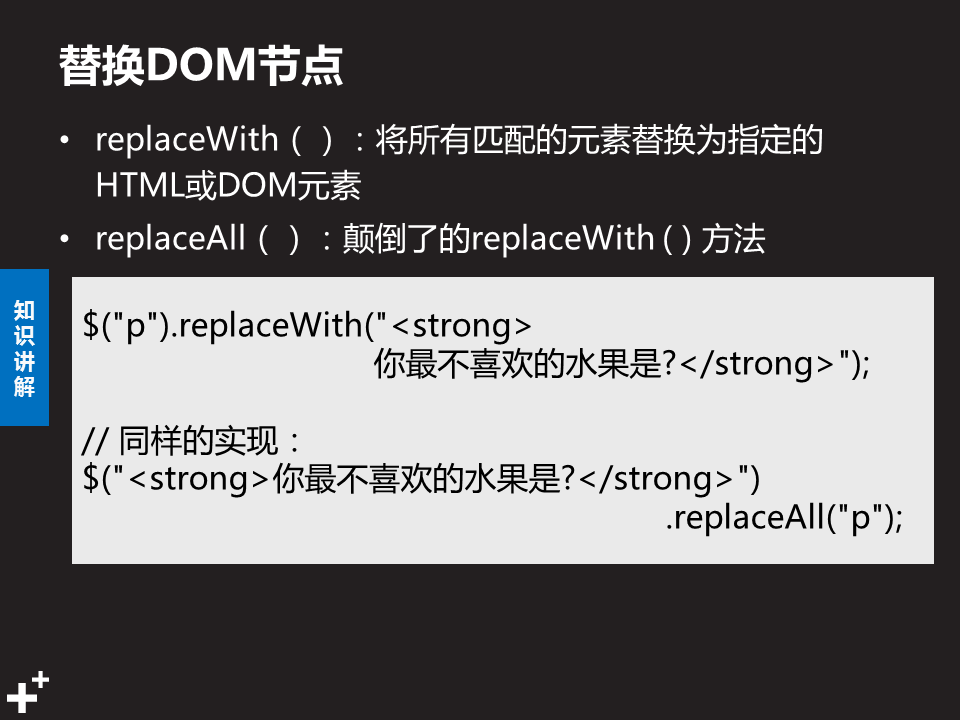 替换DOM节点
• replaceWith（ ）：将所有匹配的元素替换为指定的
HTML或DOM元素
• replaceAll（ ）：颠倒了的replaceWith ( ) 方法
知
识
讲
解
$("p").replaceWith("<strong>
你最不喜欢的水果是?</strong>");
// 同样的实现：
$("<strong>你最不喜欢的水果是?</strong>")
.replaceAll("p");